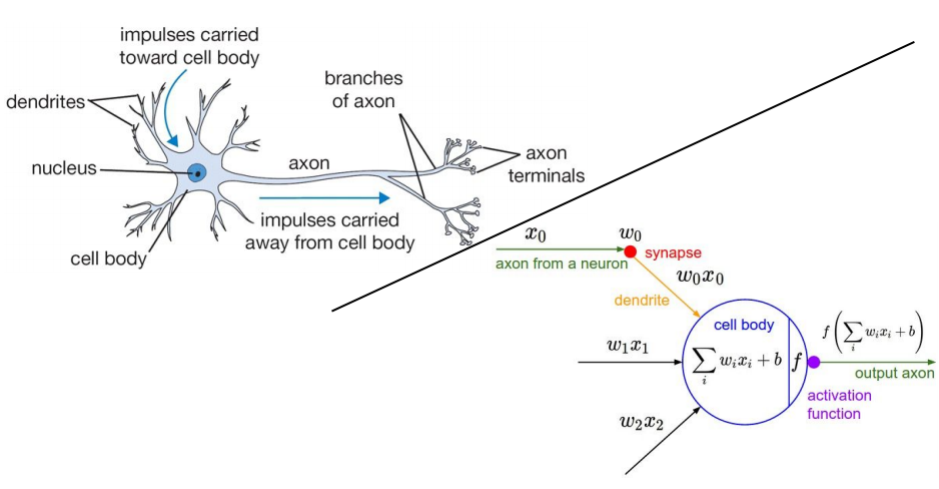 impulses carried
toward cell body
dendrites
nucleus
cell body
axon
impulses carried
away from cell body
branches
of axon
axon
terminals
x₀
w₀
synapse
axon from a neuron
w₀x₀
dendrite
cell body
w₁x₁
∑ᵢ wᵢxᵢ + b
f
w₂x₂
f(∑ᵢ wᵢxᵢ + b)
output axon
activation
function